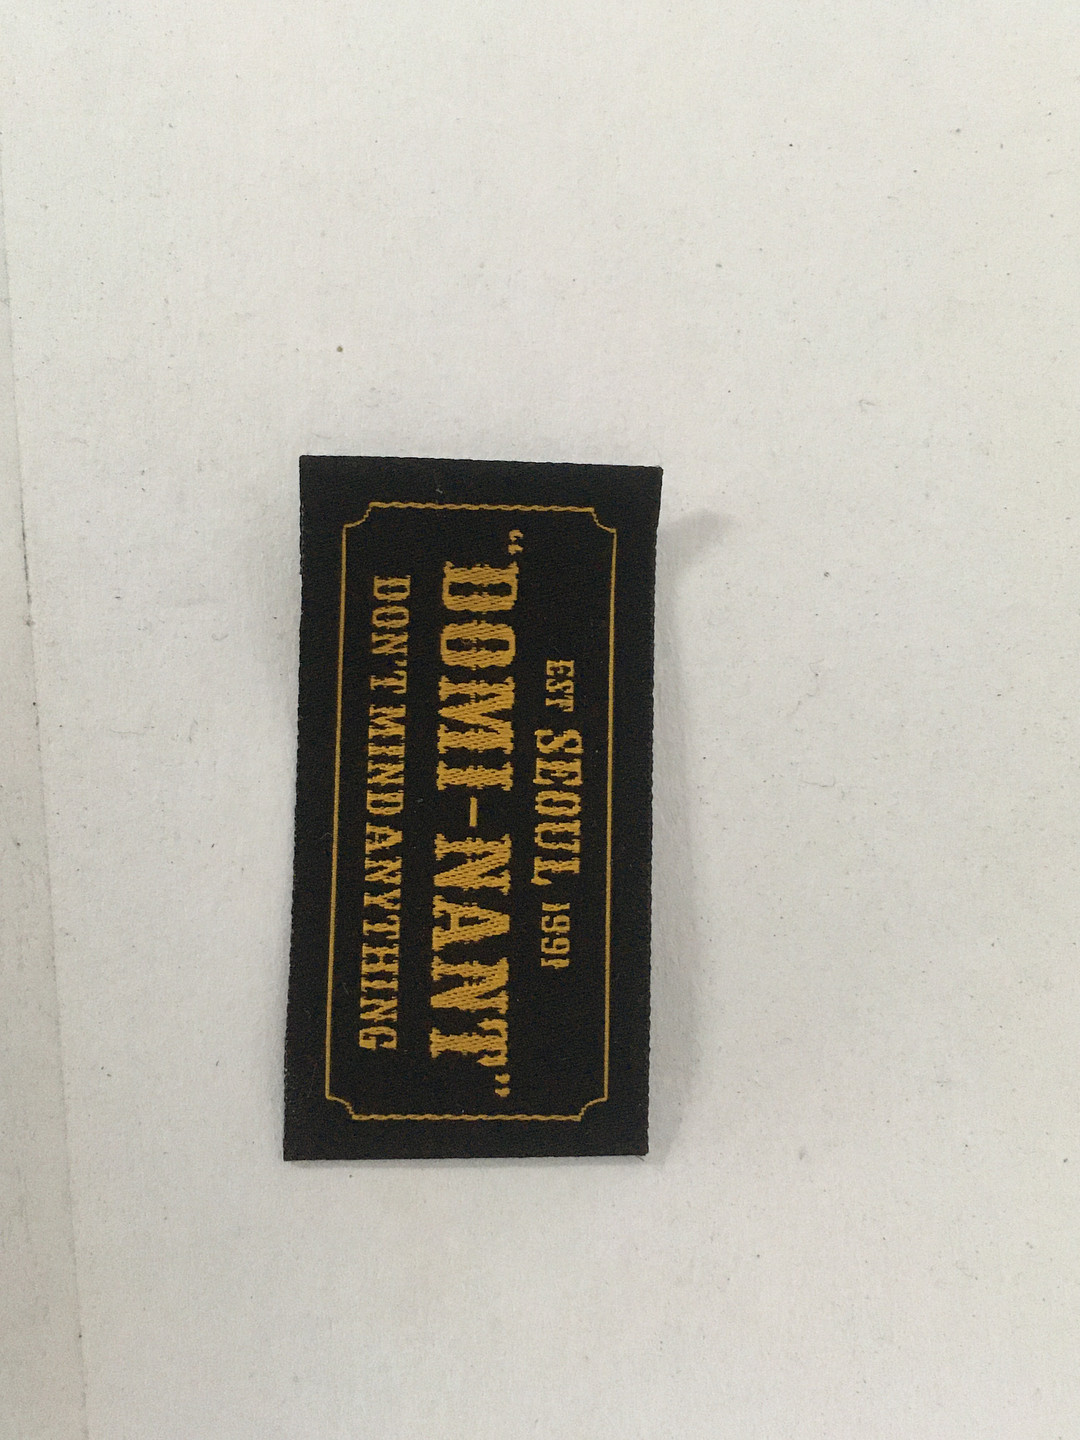 EST SEOUL 1991
"DOMI-NANT"
DON'T MIND ANYTHING